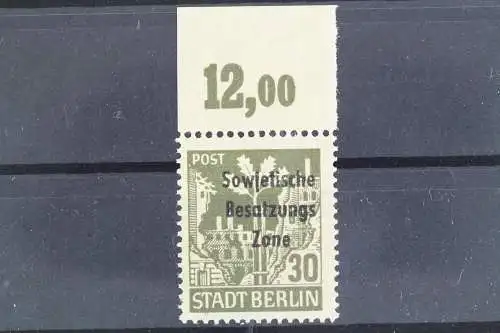 12,00
POST
Sowjetische
Besatzungs
Zone
30
STADT BERLIN